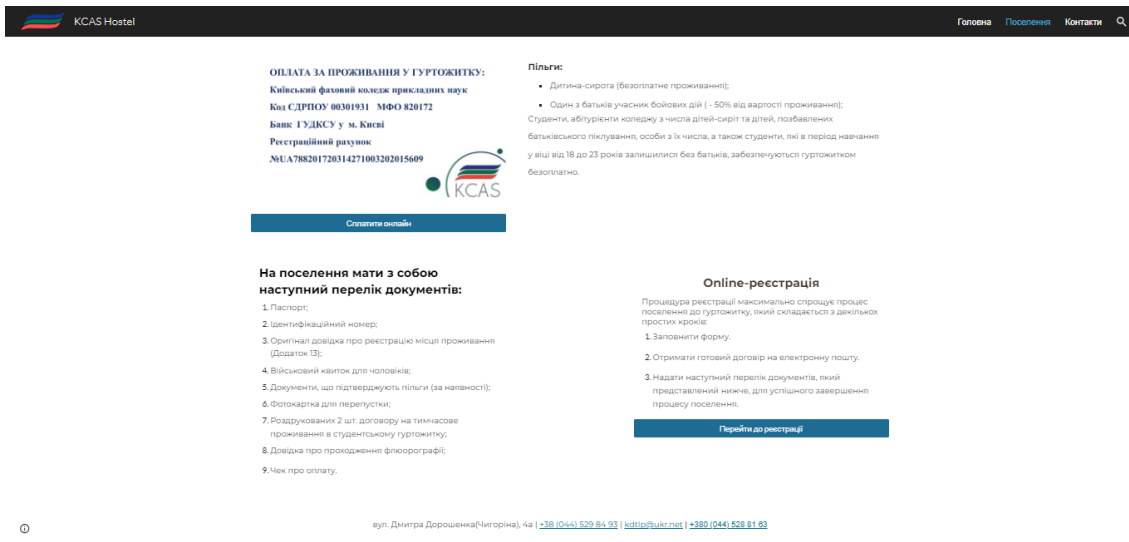 KCAS Hostel
Головна Поселення Контакти
ОПЛАТА ЗА ПРОЖИВАННЯ У ГУРТОЖИТКУ:
Київський фаховий коледж прикладних наук
Код ЄДРПОУ 00301931 МФО 820172
Банк ГУДКСУ у м. Києві
Реєстраційний рахунок
№UA788201720314271003202015609
KCAS
Сплатити онлайн
Пільги:
Дитина-сирота (безоплатне проживання);
Один з батьків учасник бойових дій ( - 50% від вартості проживання);
Студенти, абітурієнти коледжу з числа дітей-сиріт та дітей, позбавлених
батьківського піклування, особи з їх числа, а також студенти, які в період навчання
у віці від 18 до 23 років залишилися без батьків, забезпечуються гуртожитком
безоплатно.
На поселення мати з собою
наступний перелік документів:
1. Паспорт;
2. Ідентифікаційний номер;
3. Оригінал довідка про реєстрацію місця проживання
(Додаток 13);
4. Військовий квиток для чоловіків;
5. Документи, що підтверджують пільги (за наявності);
6. Фотокартка для перепустки;
7. Роздрукованих 2 шт. договору на тимчасове
проживання в студентському гуртожитку;
8. Довідка про проходження флюорографії;
9. Чек про оплату.
Online-реєстрація
Процедура реєстрації максимально спрощує процес
поселення до гуртожитку, який складається з декількох
простих кроків:
1. Заповнити форму.
2. Отримати готовий договір на електронну пошту.
3. Надати наступний перелік документів, який
представлений нижче, для успішного завершення
процесу поселення.
Перейти до реєстрації
вул. Дмитра Дорошенка(Чигоріна), 4а | +38 (044) 529 84 93 | kdtlp@ukr.net | +380 (044) 528 81 63